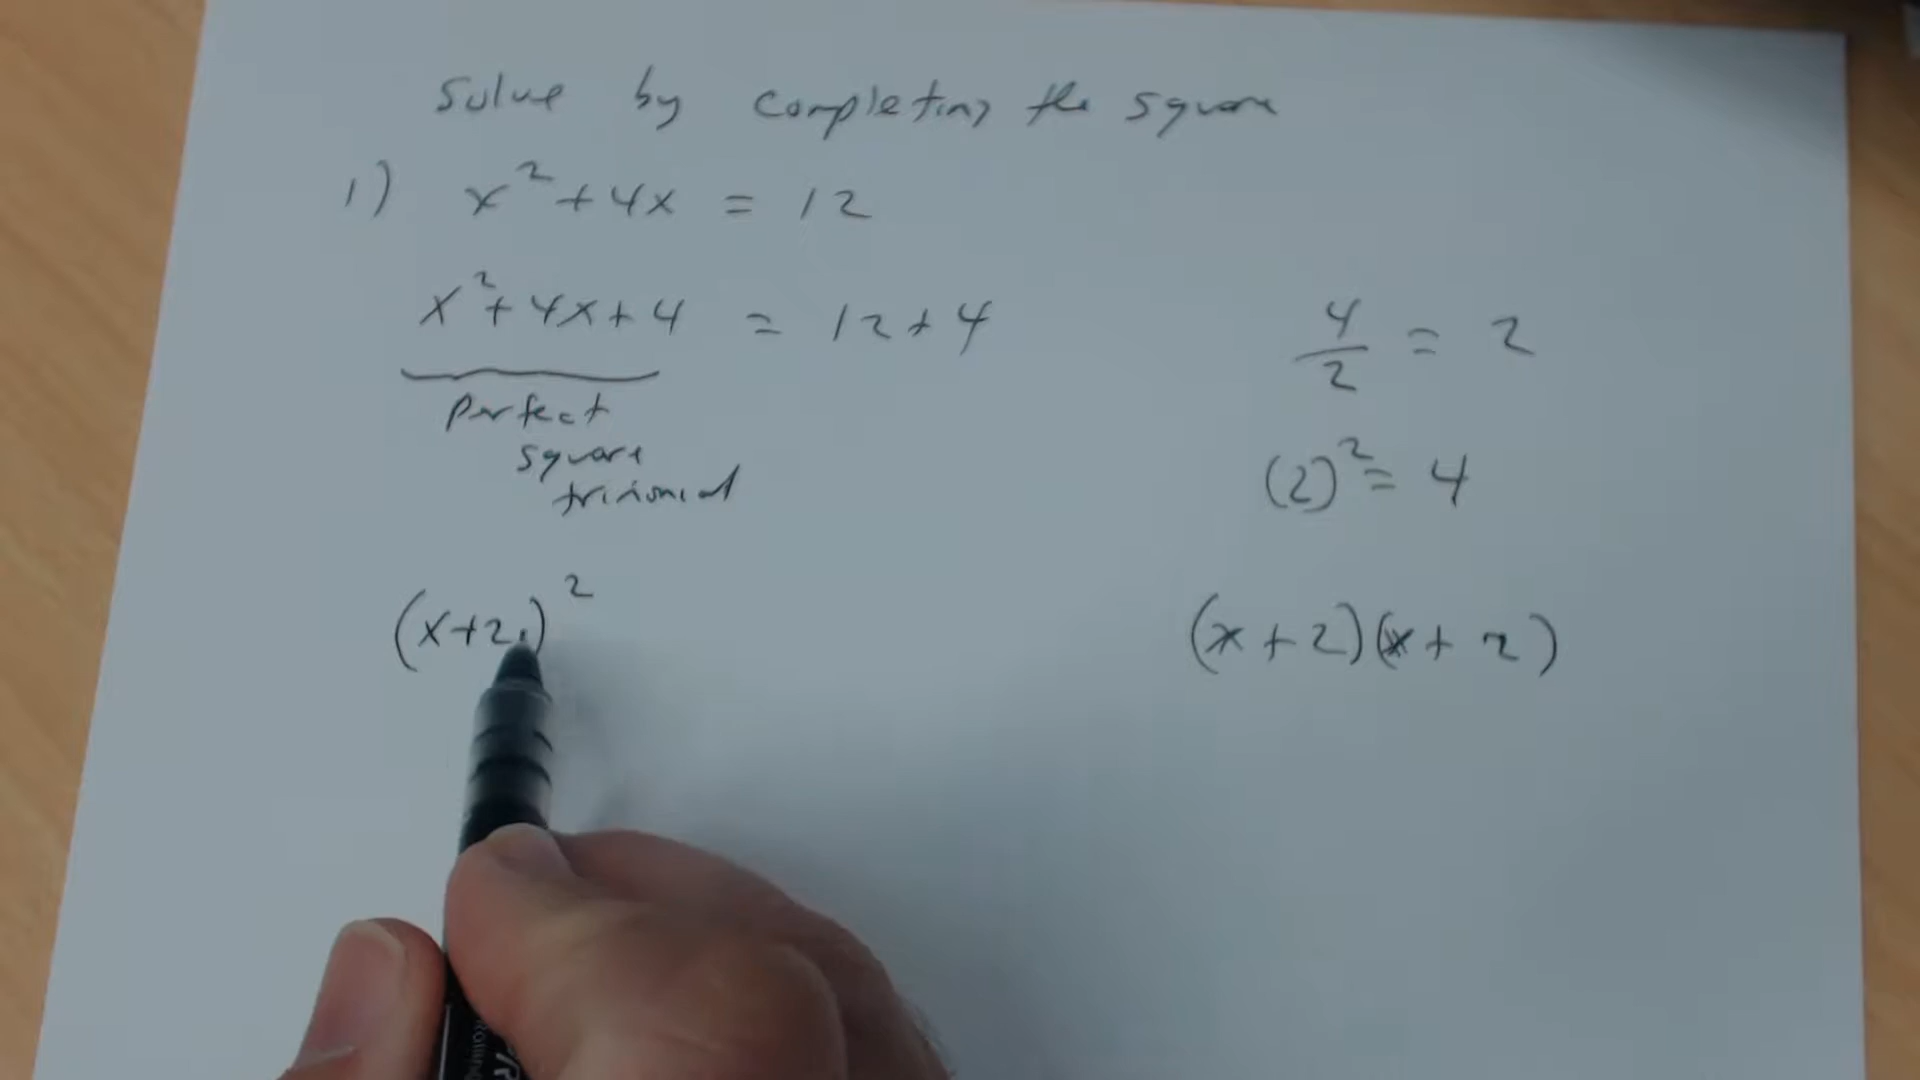 Solve by completing the square
1) x² + 4x = 12
x² + 4x + 4 = 12 + 4
4/2 = 2
perfect
square
trinomial
(2)² = 4
(x+2)²
(x + 2)(x + 2)